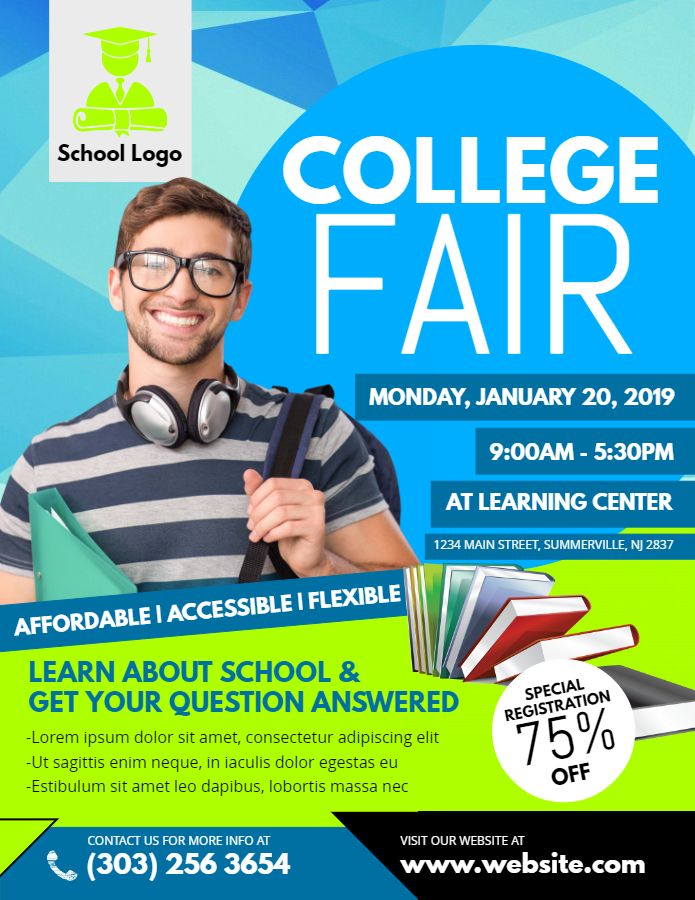 School Logo
COLLEGE
FAIR
MONDAY, JANUARY 20, 2019
9:00AM - 5:30PM
AT LEARNING CENTER
1234 MAIN STREET, SUMMERVILLE, NJ 2837
AFFORDABLE | ACCESSIBLE | FLEXIBLE
LEARN ABOUT SCHOOL &
GET YOUR QUESTION ANSWERED
-Lorem ipsum dolor sit amet, consectetur adipiscing elit
-Ut sagittis enim neque, in iaculis dolor egestas eu
-Estibulum sit amet leo dapibus, lobortis massa nec
SPECIAL
REGISTRATION
75%
OFF
CONTACT US FOR MORE INFO AT
(303) 256 3654
VISIT OUR WEBSITE AT
www.website.com